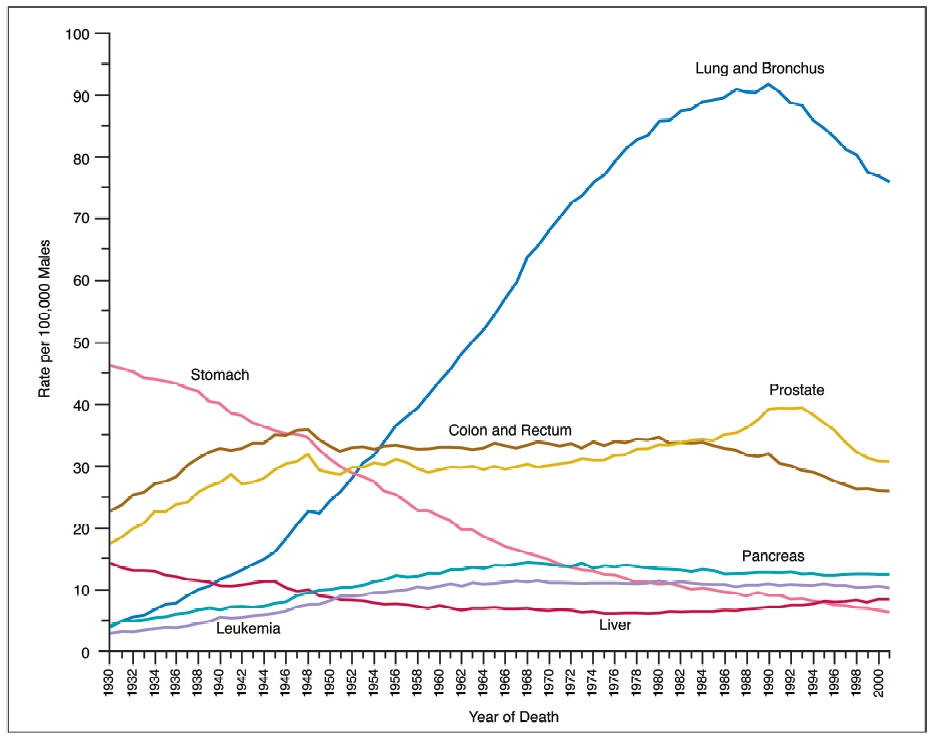 100
90
80
70
60
50
40
30
20
10
0
Rate per 100,000 Males
Lung and Bronchus
Stomach
Prostate
Colon and Rectum
Pancreas
Leukemia
Liver
1930 1932 1934 1936 1938 1940 1942 1944 1946 1948 1950 1952 1954 1956 1958 1960 1962 1964 1966 1968 1970 1972 1974 1976 1978 1980 1982 1984 1986 1988 1990 1992 1994 1996 1998 2000
Year of Death